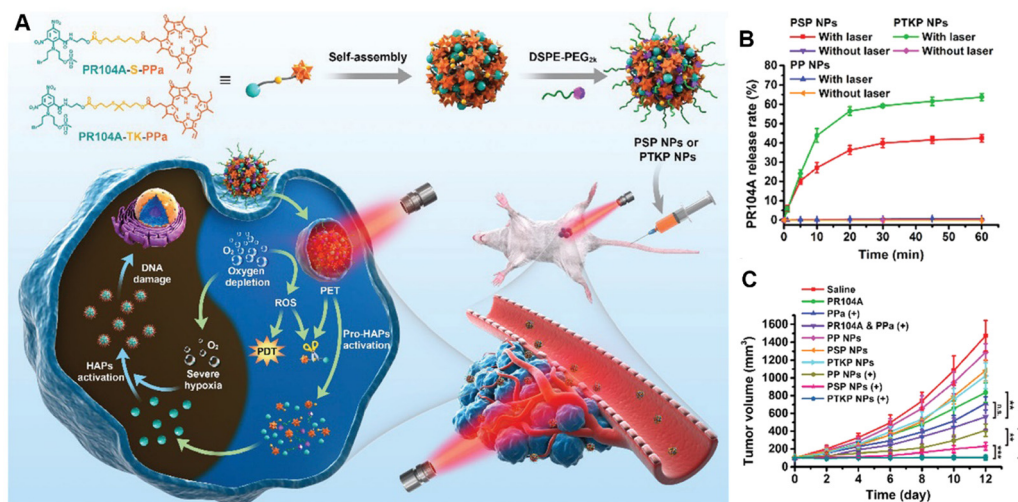 A
PR104A-S-PPa
PR104A-TK-PPa
≡
Self-assembly
DSPE-PEG2k
PSP NPs or
PTKP NPs
O2
Oxygen
depletion
ROS
PET
PDT
Pro-HAPs
activation
DNA
damage
HAPs
activation
O2
Severe
hypoxia
B
PSP NPs
With laser
Without laser
PTKP NPs
With laser
Without laser
PP NPs
With laser
Without laser
PR104A release rate (%)
80
70
60
50
40
30
20
10
0
0 10 20 30 40 50 60
Time (min)
C
Saline
PR104A
PPa (+)
PR104A & PPa (+)
PP NPs
PSP NPs
PTKP NPs
PP NPs (+)
PSP NPs (+)
PTKP NPs (+)
Tumor volume (mm3)
1600
1400
1200
1000
800
600
400
200
0
0 2 4 6 8 10 12
Time (day)
n.s
**
**
***